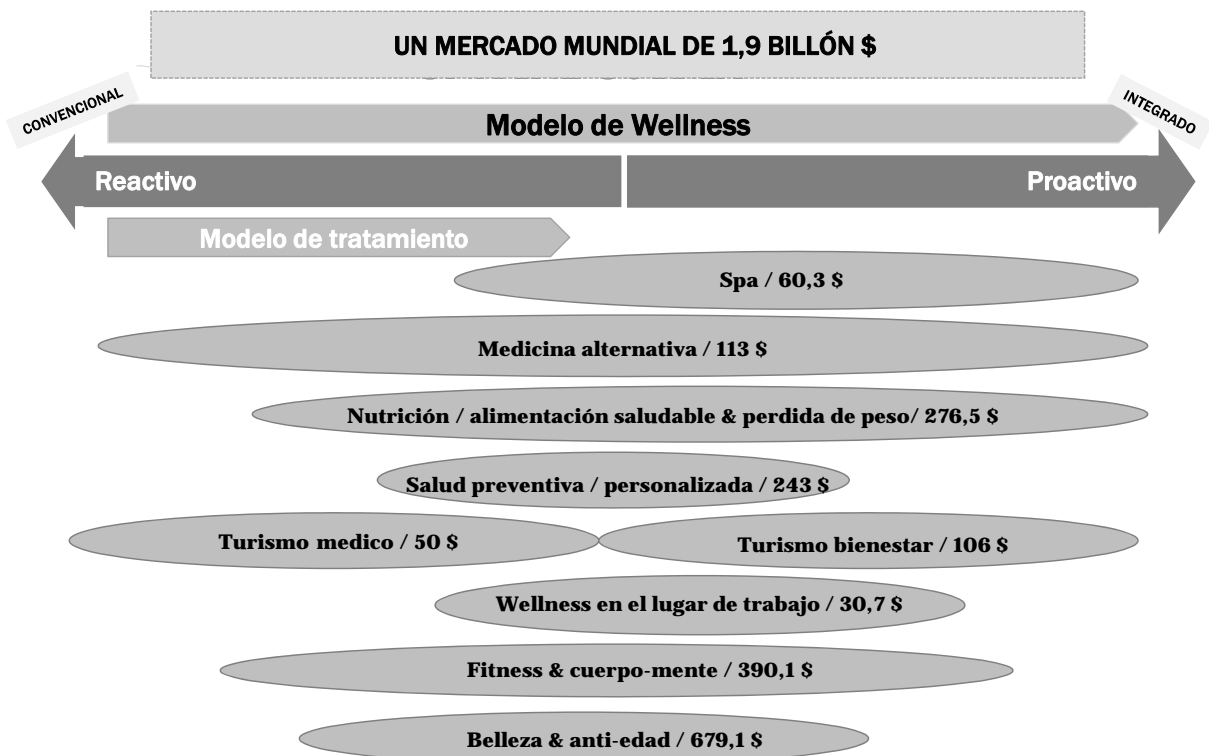 UN MERCADO MUNDIAL DE 1,9 BILLÓN $
CONVENCIONAL
INTEGRADO
Modelo de Wellness
Reactivo
Proactivo
Modelo de tratamiento
Spa / 60,3 $
Medicina alternativa / 113 $
Nutrición / alimentación saludable & perdida de peso/ 276,5 $
Salud preventiva / personalizada / 243 $
Turismo medico / 50 $
Turismo bienestar / 106 $
Wellness en el lugar de trabajo / 30,7 $
Fitness & cuerpo-mente / 390,1 $
Belleza & anti-edad / 679,1 $